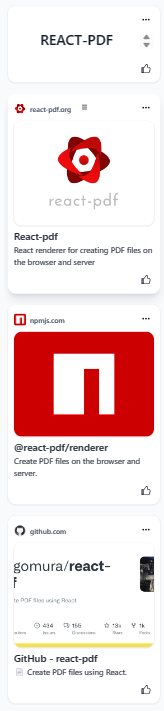 REACT-PDF
react-pdf.org
react-pdf
React-pdf
React renderer for creating PDF files on
the browser and server
npmjs.com
@react-pdf/renderer
Create PDF files on the browser and
server.
github.com
gomura/react-
f
te PDF files using React
434
155
13k
1k
Issues
Discussions
Stars
Forks
GitHub - react-pdf
Create PDF files using React.